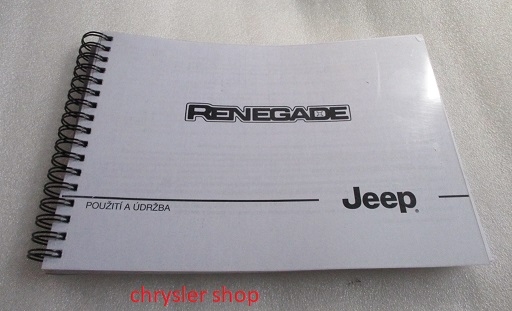 RENEGADE
Jeep®
POUŽITÍ A ÚDRŽBA
chrysler shop